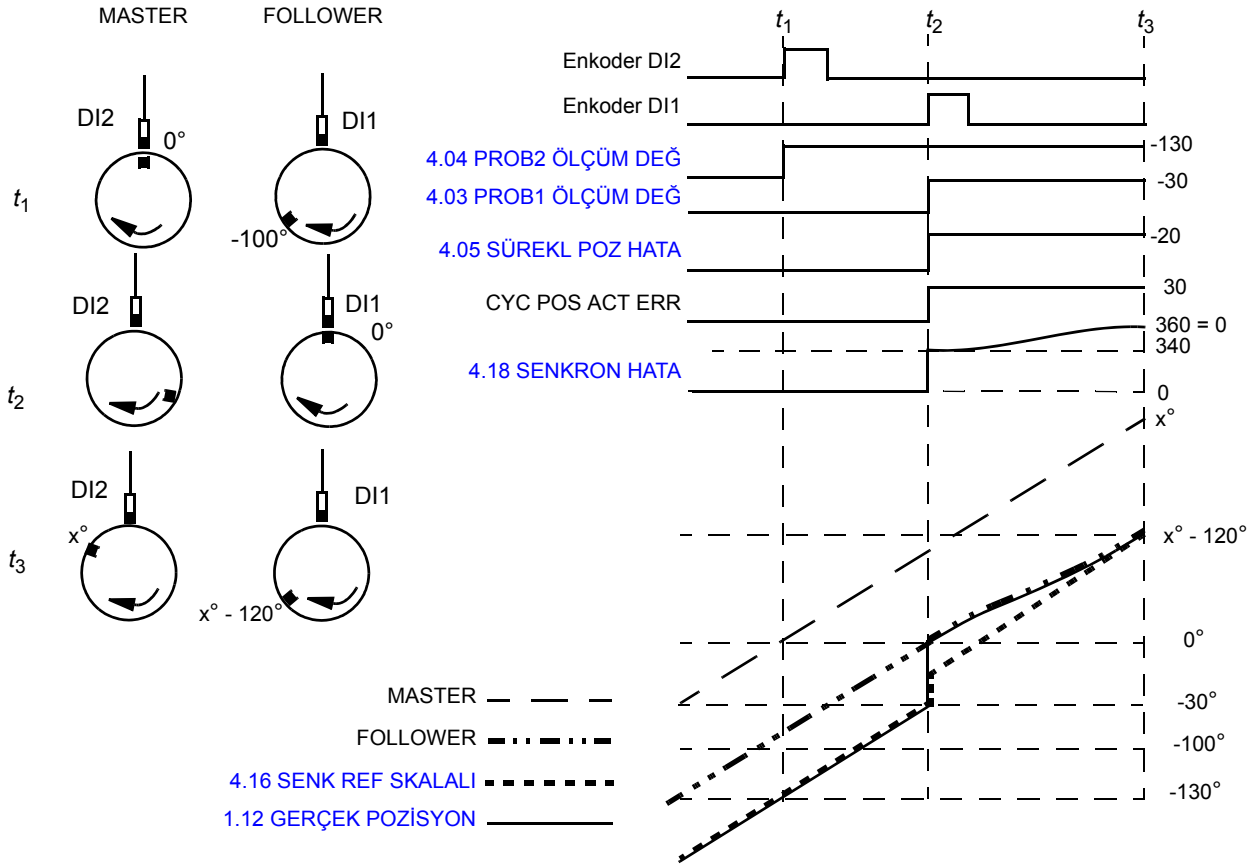 MASTER FOLLOWER
DI2
0°
DI1
t1
-100°
DI2
DI1
0°
t2
DI2
DI1
x°
t3
x° - 120°
t1 t2 t3
Enkoder DI2
Enkoder DI1
4.04 PROB2 ÖLÇÜM DEĞ -130
4.03 PROB1 ÖLÇÜM DEĞ -30
4.05 SÜREKL POZ HATA -20
CYC POS ACT ERR 30
360 = 0
340
4.18 SENKRON HATA
0
x°
x° - 120°
0°
-30°
-100°
-130°
MASTER
FOLLOWER
4.16 SENK REF SKALALI
1.12 GERÇEK POZİSYON